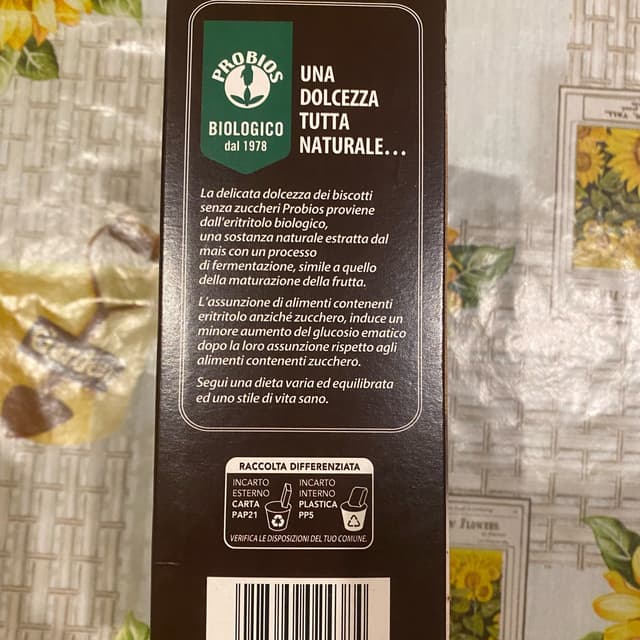 PROBIOS
BIOLOGICO
dal 1978
UNA
DOLCEZZA
TUTTA
NATURALE...
La delicata dolcezza dei biscotti
senza zuccheri Probios proviene
dall'eritritolo biologico,
una sostanza naturale estratta dal
mais con un processo
di fermentazione, simile a quello
della maturazione della frutta.
L'assunzione di alimenti contenenti
eritritolo anziché zucchero, induce un
minore aumento del glucosio ematico
dopo la loro assunzione rispetto agli
alimenti contenenti zucchero.
Segui una dieta varia ed equilibrata
ed uno stile di vita sano.
RACCOLTA DIFFERENZIATA
INCARTO
ESTERNO
CARTA
PAP21
INCARTO
INTERNO
PLASTICA
PP5
VERIFICA LE DISPOSIZIONI DEL TUO COMUNE.